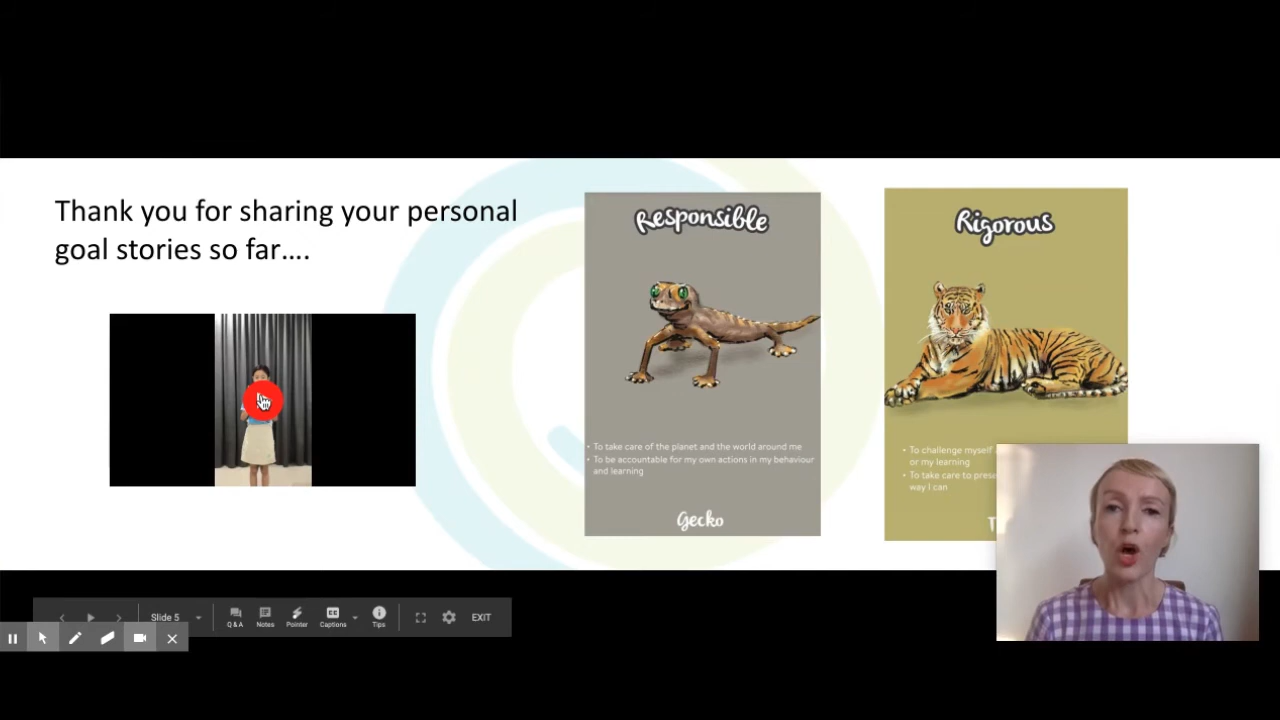 Thank you for sharing your personal
goal stories so far....
Responsible
• To take care of the planet and the world around me
• To be accountable for my own actions in my behaviour
and learning
Gecko
Rigorous
• To challenge myself
or my learning
• To take care to prese
way I can
T
Slide 5
Q & A
Notes
Pointer
CC
Captions
Tips
EXIT